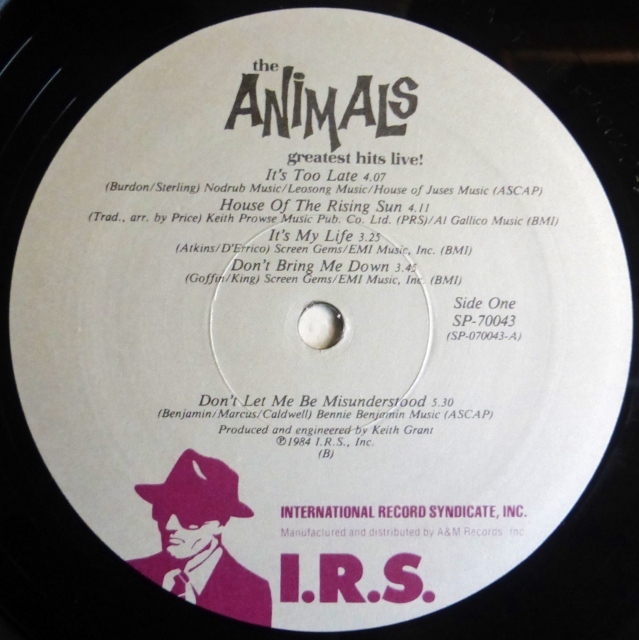 the
ANIMALS
greatest hits live!
It's Too Late 4.07
(Burdon/Sterling) Nodrub Music/Leosong Music/House of Juses Music (ASCAP)
House Of The Rising Sun 4.11
(Trad., arr. by Price) Keith Prowse Music Pub. Co. Ltd. (PRS)/Al Gallico Music (BMI)
It's My Life 3.25
(Atkins/D'Errico) Screen Gems/EMI Music, Inc. (BMI)
Don't Bring Me Down 3.45
(Goffin/King) Screen Gems/EMI Music, Inc. (BMI)
Side One
SP-70043
(SP-070043-A)
Don't Let Me Be Misunderstood 5.30
(Benjamin/Marcus/Caldwell) Bennie Benjamin Music (ASCAP)
Produced and engineered by Keith Grant
℗1984 I.R.S., Inc.
(B)
INTERNATIONAL RECORD SYNDICATE, INC.
Manufactured and distributed by A&M Records, Inc.
I.R.S.